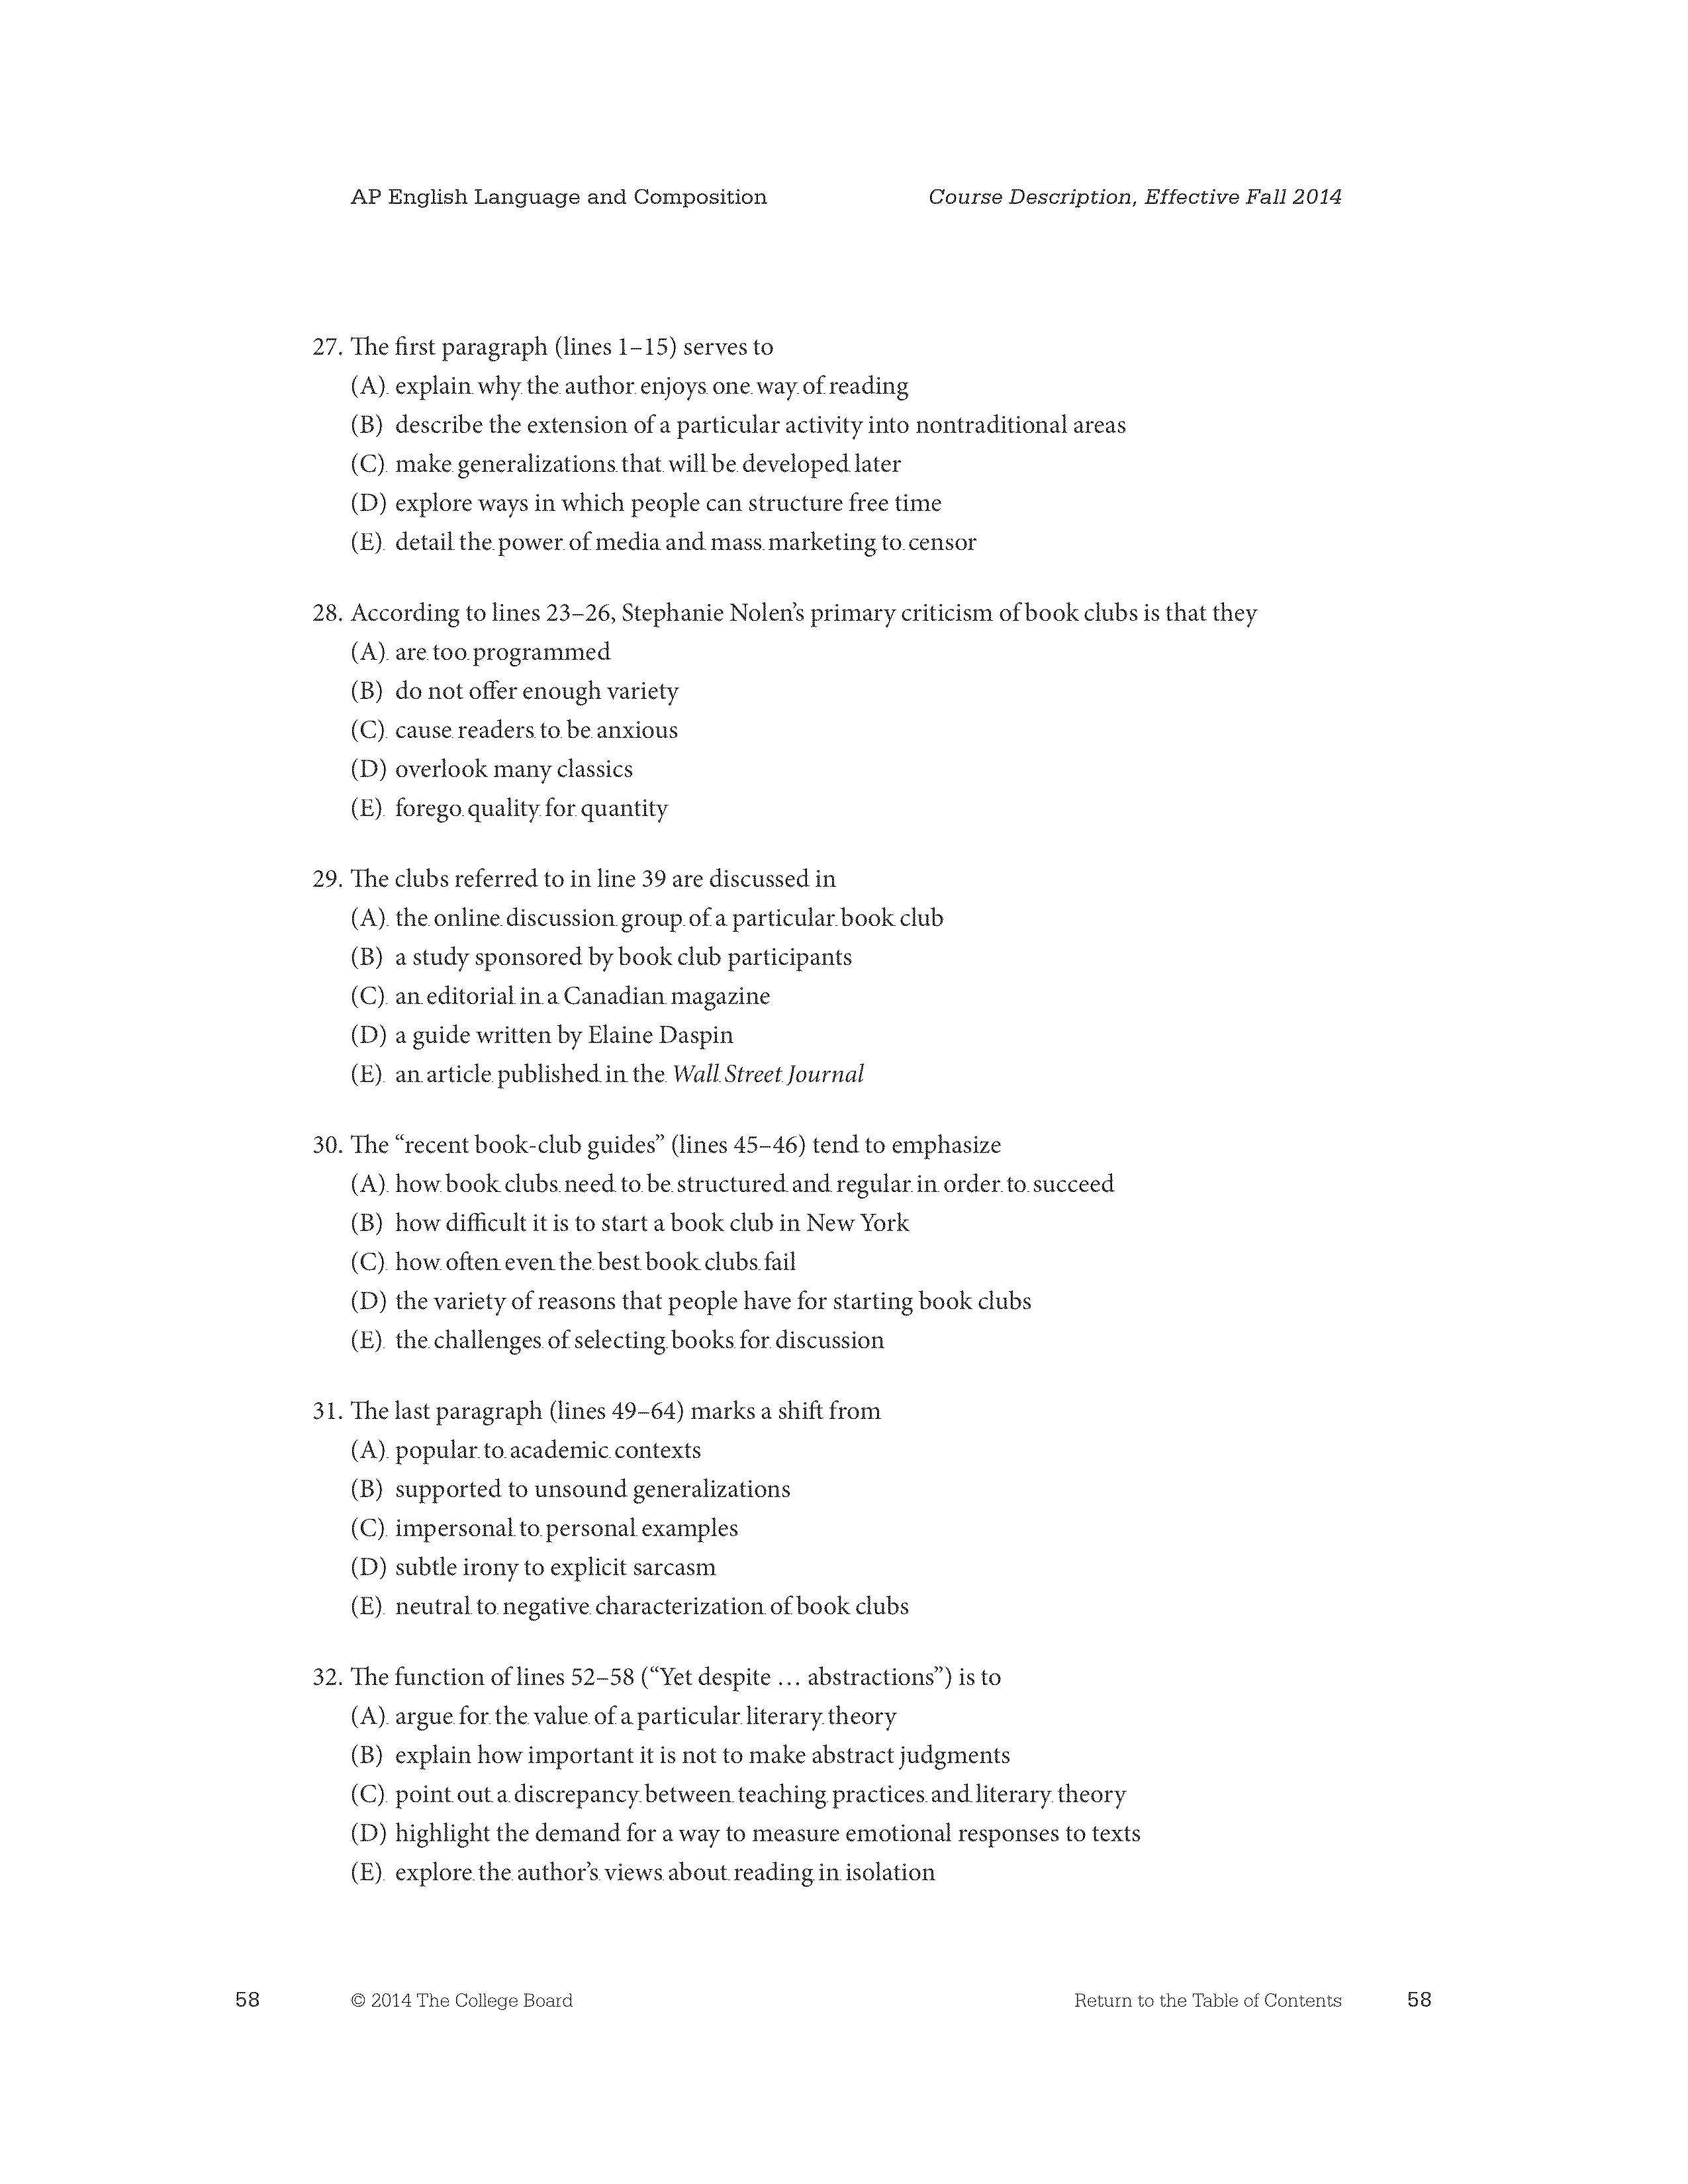 AP English Language and Composition Course Description, Effective Fall 2014
27. The first paragraph (lines 1–15) serves to
(A) explain why the author enjoys one way of reading
(B) describe the extension of a particular activity into nontraditional areas
(C) make generalizations that will be developed later
(D) explore ways in which people can structure free time
(E) detail the power of media and mass marketing to censor
28. According to lines 23–26, Stephanie Nolen’s primary criticism of book clubs is that they
(A) are too programmed
(B) do not offer enough variety
(C) cause readers to be anxious
(D) overlook many classics
(E) forego quality for quantity
29. The clubs referred to in line 39 are discussed in
(A) the online discussion group of a particular book club
(B) a study sponsored by book club participants
(C) an editorial in a Canadian magazine
(D) a guide written by Elaine Daspin
(E) an article published in the Wall Street Journal
30. The “recent book-club guides” (lines 45–46) tend to emphasize
(A) how book clubs need to be structured and regular in order to succeed
(B) how difficult it is to start a book club in New York
(C) how often even the best book clubs fail
(D) the variety of reasons that people have for starting book clubs
(E) the challenges of selecting books for discussion
31. The last paragraph (lines 49–64) marks a shift from
(A) popular to academic contexts
(B) supported to unsound generalizations
(C) impersonal to personal examples
(D) subtle irony to explicit sarcasm
(E) neutral to negative characterization of book clubs
32. The function of lines 52–58 (“Yet despite … abstractions”) is to
(A) argue for the value of a particular literary theory
(B) explain how important it is not to make abstract judgments
(C) point out a discrepancy between teaching practices and literary theory
(D) highlight the demand for a way to measure emotional responses to texts
(E) explore the author’s views about reading in isolation
58 © 2014 The College Board Return to the Table of Contents 58